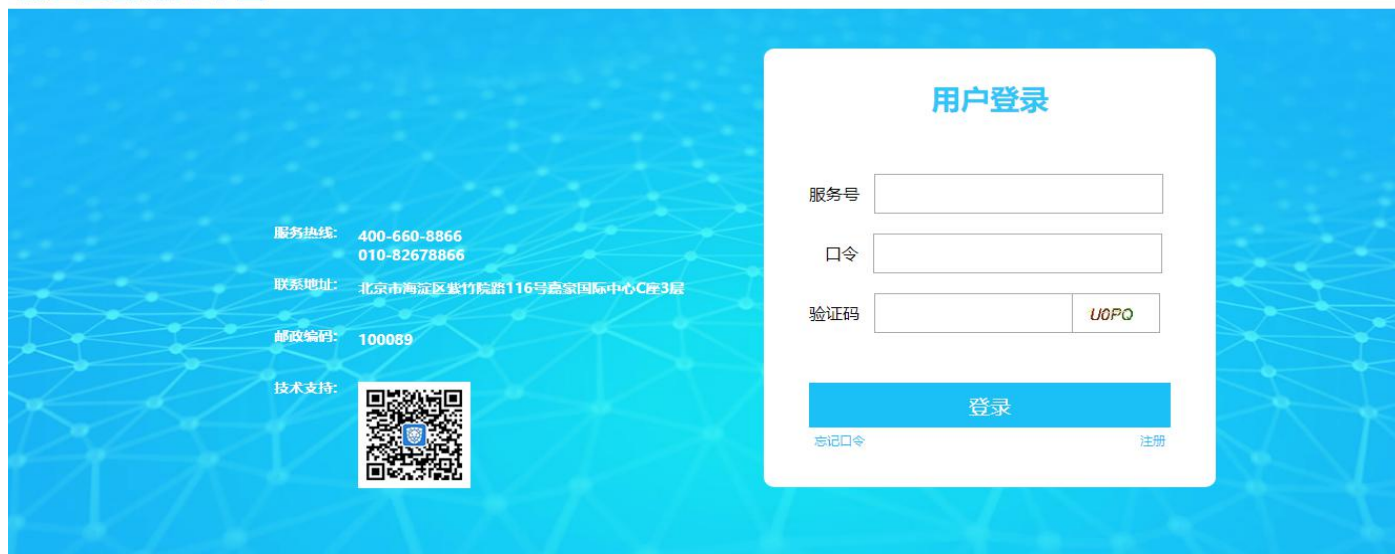 服务热线:
400-660-8866
010-82678866
联系地址:
北京市海淀区紫竹院路116号嘉豪国际中心C座3层
邮政编码:
100089
技术支持:
用户登录
服务号
口令
验证码
U0PQ
登录
忘记口令
注册